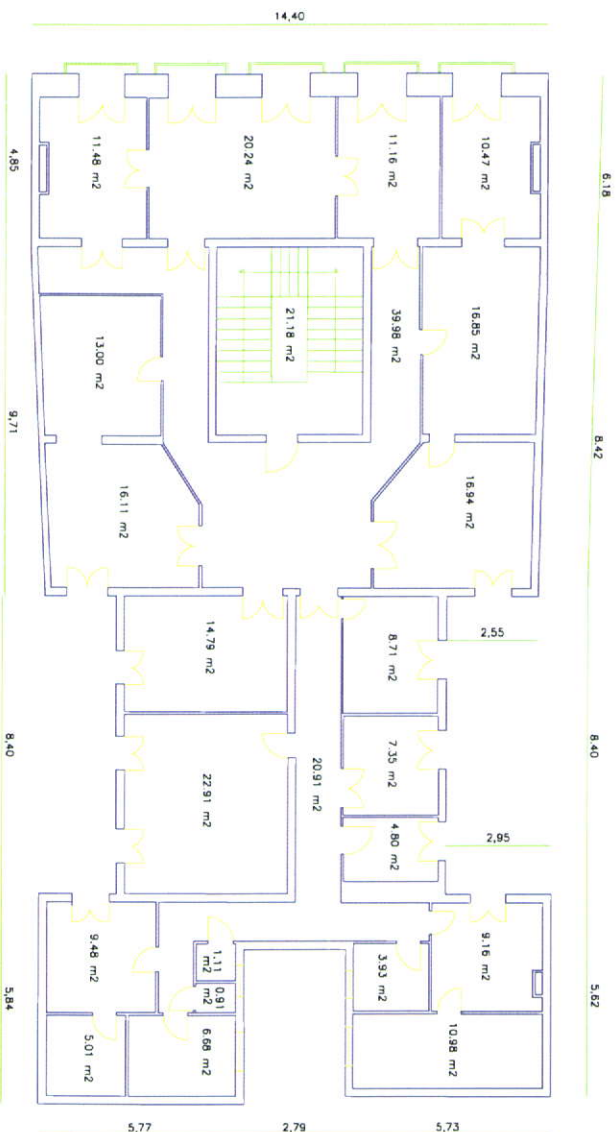 14,40
6,18
4,85
11.48 m2
20.24 m2
11.16 m2
10.47 m2
21.18 m2
39.98 m2
16.85 m2
13.00 m2
9,71
8,42
16.11 m2
16.94 m2
14.79 m2
8.71 m2
2,55
8,40
8,40
7.35 m2
20.91 m2
22.91 m2
4.80 m2
2,95
9.48 m2
1.11
m2
0.91
m2
3.93 m2
9.16 m2
5,84
5,62
5.01 m2
6.68 m2
10.98 m2
5,77
2,79
5,73